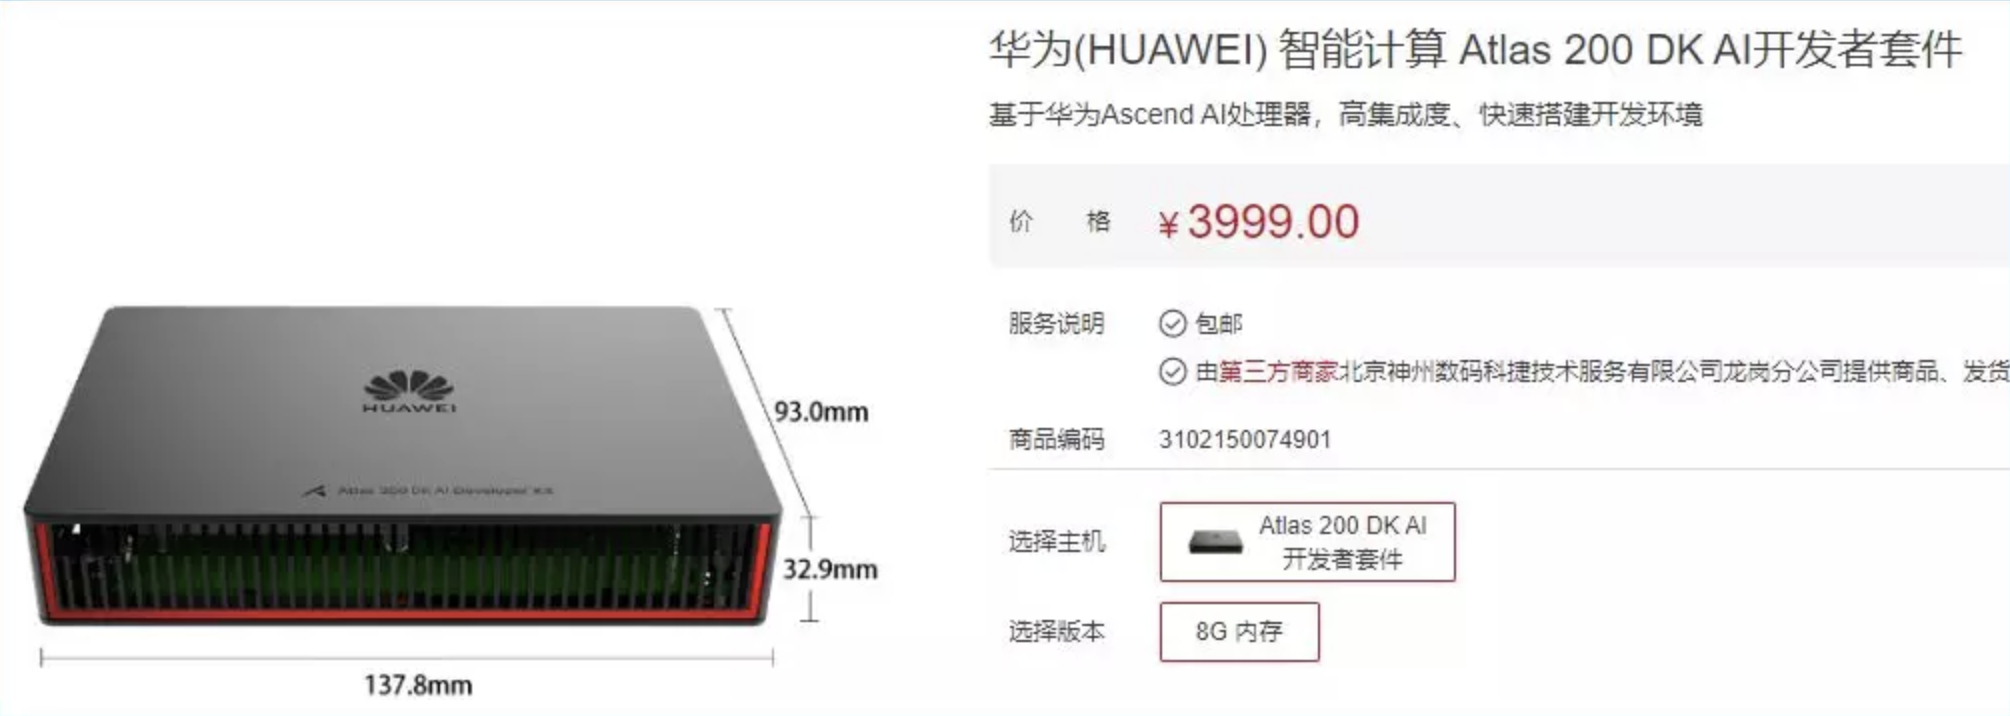 华为(HUAWEI) 智能计算 Atlas 200 DK AI开发者套件
基于华为Ascend AI处理器，高集成度、快速搭建开发环境
价 格 ¥ 3999.00
服务说明 包邮
由第三方商家北京神州数码科捷技术服务有限公司龙岗分公司提供商品、发货
商品编码 3102150074901
选择主机 Atlas 200 DK AI
开发者套件
选择版本 8G 内存
HUAWEI
Atlas 200 DK AI Developer Kit
93.0mm
32.9mm
137.8mm